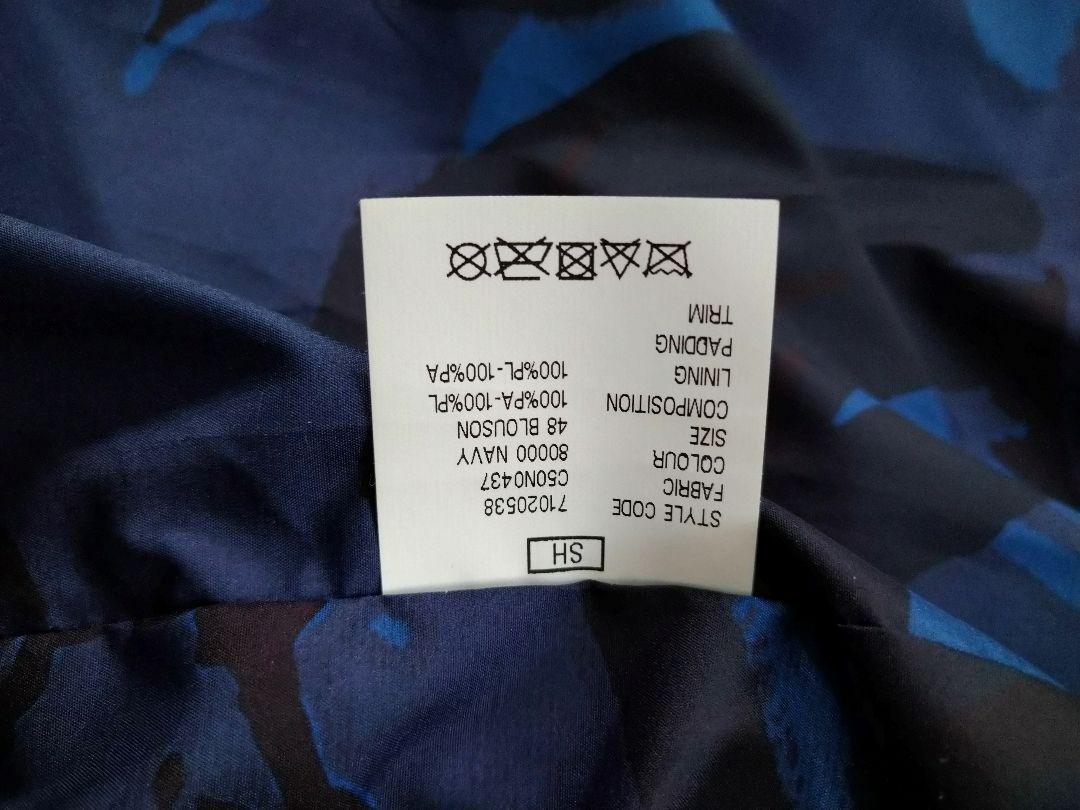 SH
STYLE CODE 71020538
FABRIC C50N0437
COLOUR 80000 NAVY
SIZE 48 BLOUSON
COMPOSITION 100%PA-100%PL
LINING 100%PL-100%PA
PADDING
TRIM